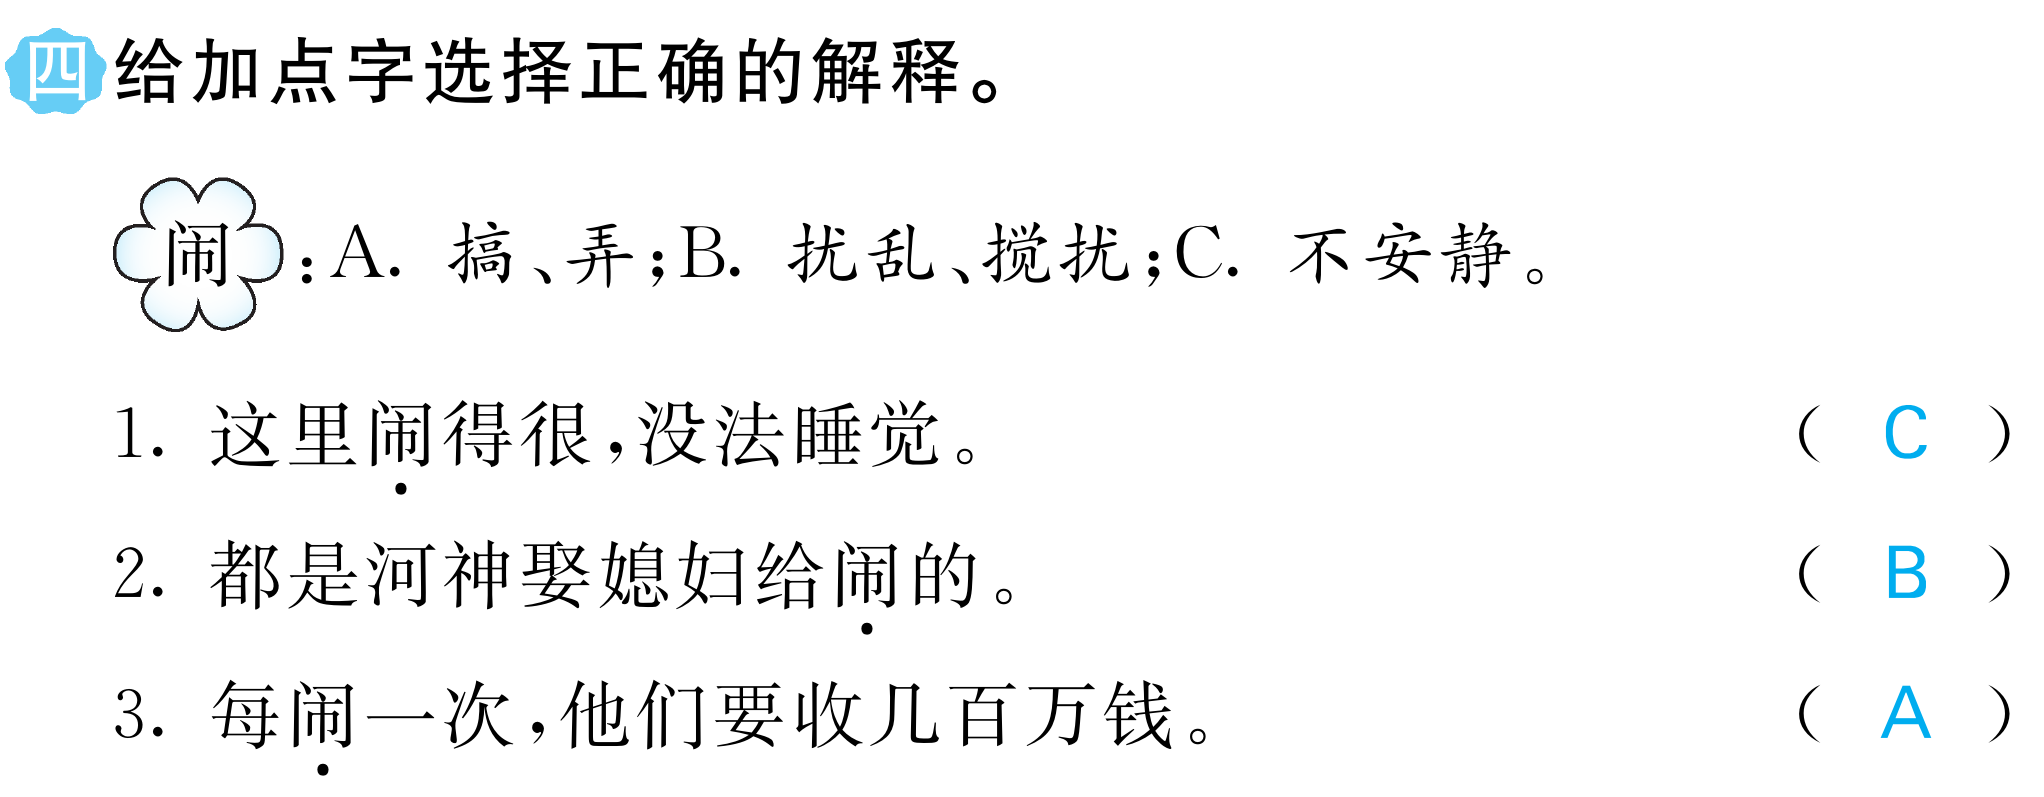 四 给加点字选择正确的解释。
闹：A. 搞、弄；B. 扰乱、搅扰；C. 不安静。
1. 这里闹得很，没法睡觉。 （ C ）
2. 都是河神娶媳妇给闹的。 （ B ）
3. 每闹一次，他们要收几百万钱。 （ A ）